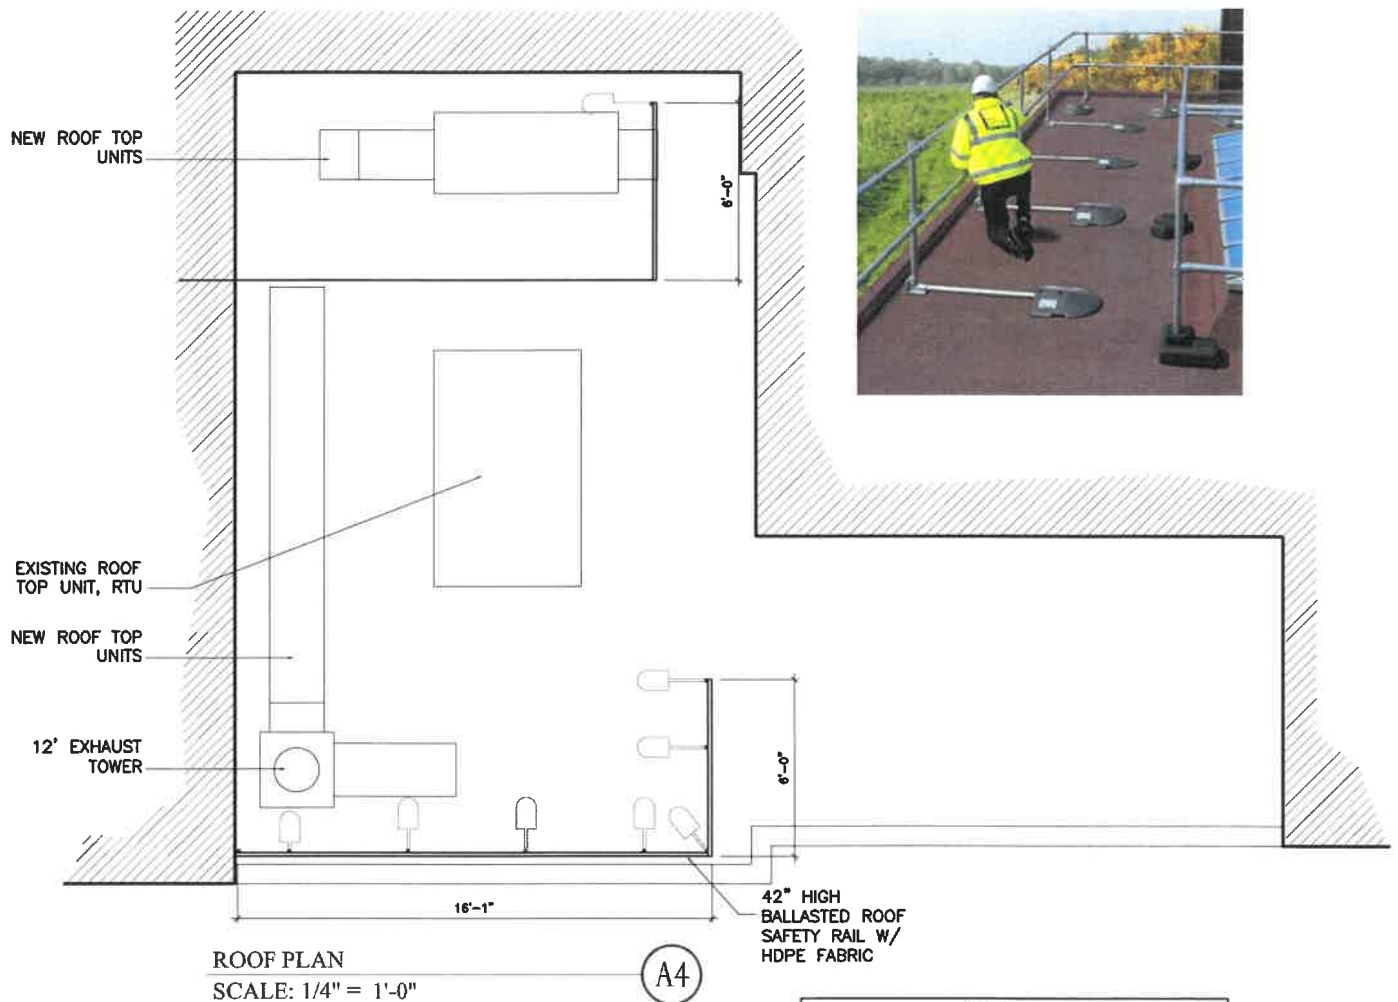 NEW ROOF TOP
UNITS
6'-0"
EXISTING ROOF
TOP UNIT, RTU
NEW ROOF TOP
UNITS
12' EXHAUST
TOWER
6'-0"
16'-1"
42" HIGH
BALLASTED ROOF
SAFETY RAIL W/
HDPE FABRIC
ROOF PLAN
SCALE: 1/4" = 1'-0"
A4